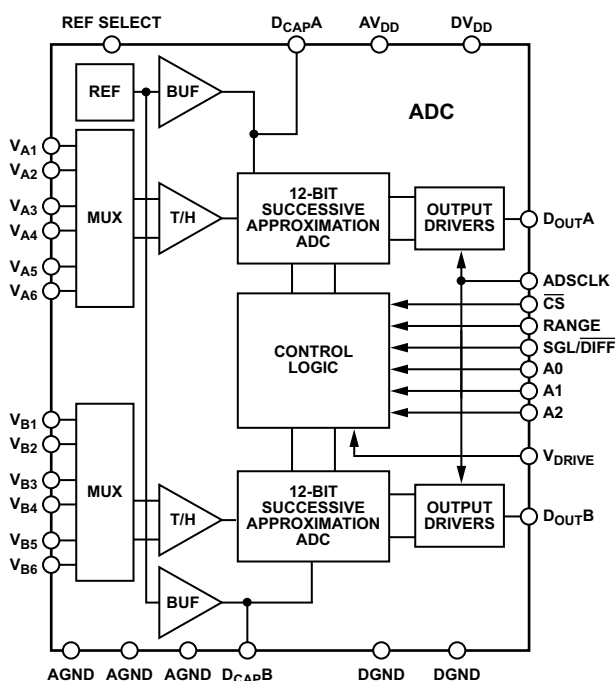 REF SELECT
DCAPA
AVDD
DVDD
REF
BUF
ADC
VA1
VA2
VA3
VA4
VA5
VA6
MUX
T/H
12-BIT
SUCCESSIVE
APPROXIMATION
ADC
OUTPUT
DRIVERS
DOUTA
ADSCLK
CS
RANGE
SGL/DIFF
A0
A1
A2
CONTROL
LOGIC
VDRIVE
VB1
VB2
VB3
VB4
VB5
VB6
MUX
T/H
12-BIT
SUCCESSIVE
APPROXIMATION
ADC
OUTPUT
DRIVERS
DOUTB
BUF
AGND
AGND
AGND
DCAPB
DGND
DGND